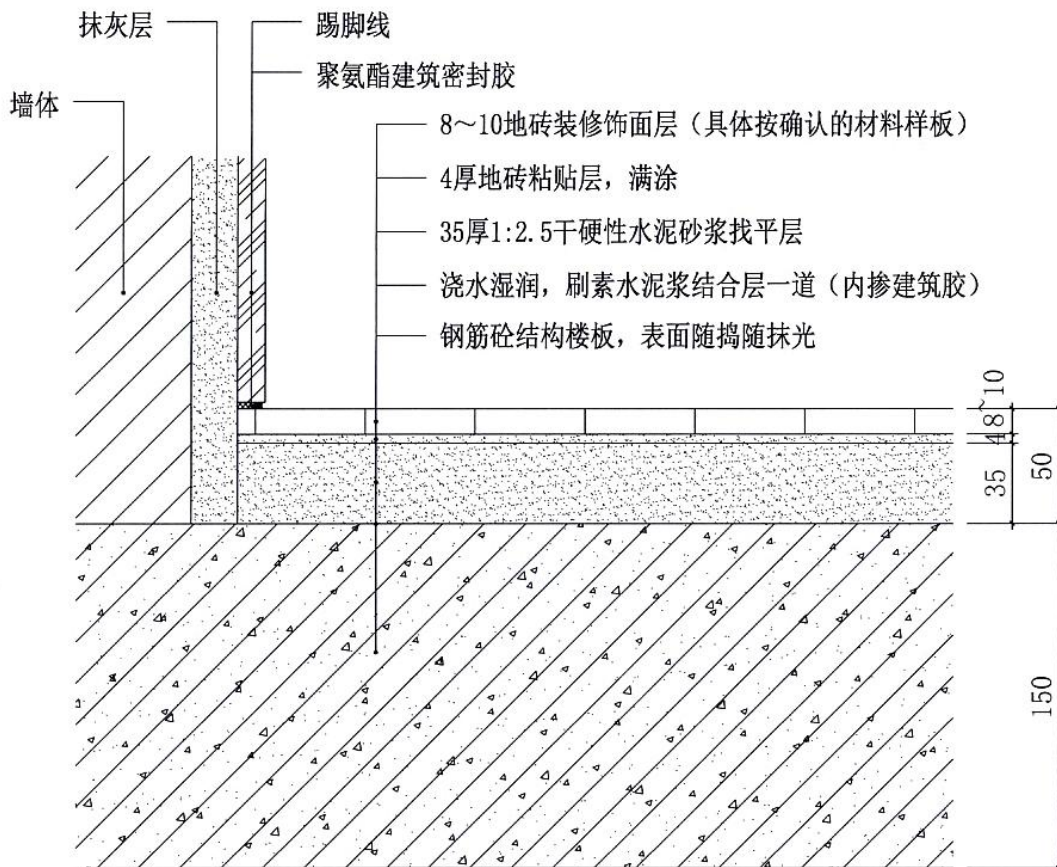 抹灰层
踢脚线
聚氨酯建筑密封胶
墙体
8～10地砖装修饰面层（具体按确认的材料样板）
4厚地砖粘贴层，满涂
35厚1:2.5干硬性水泥砂浆找平层
浇水湿润，刷素水泥浆结合层一道（内掺建筑胶）
钢筋砼结构楼板，表面随捣随抹光
8～10
4
35
50
150